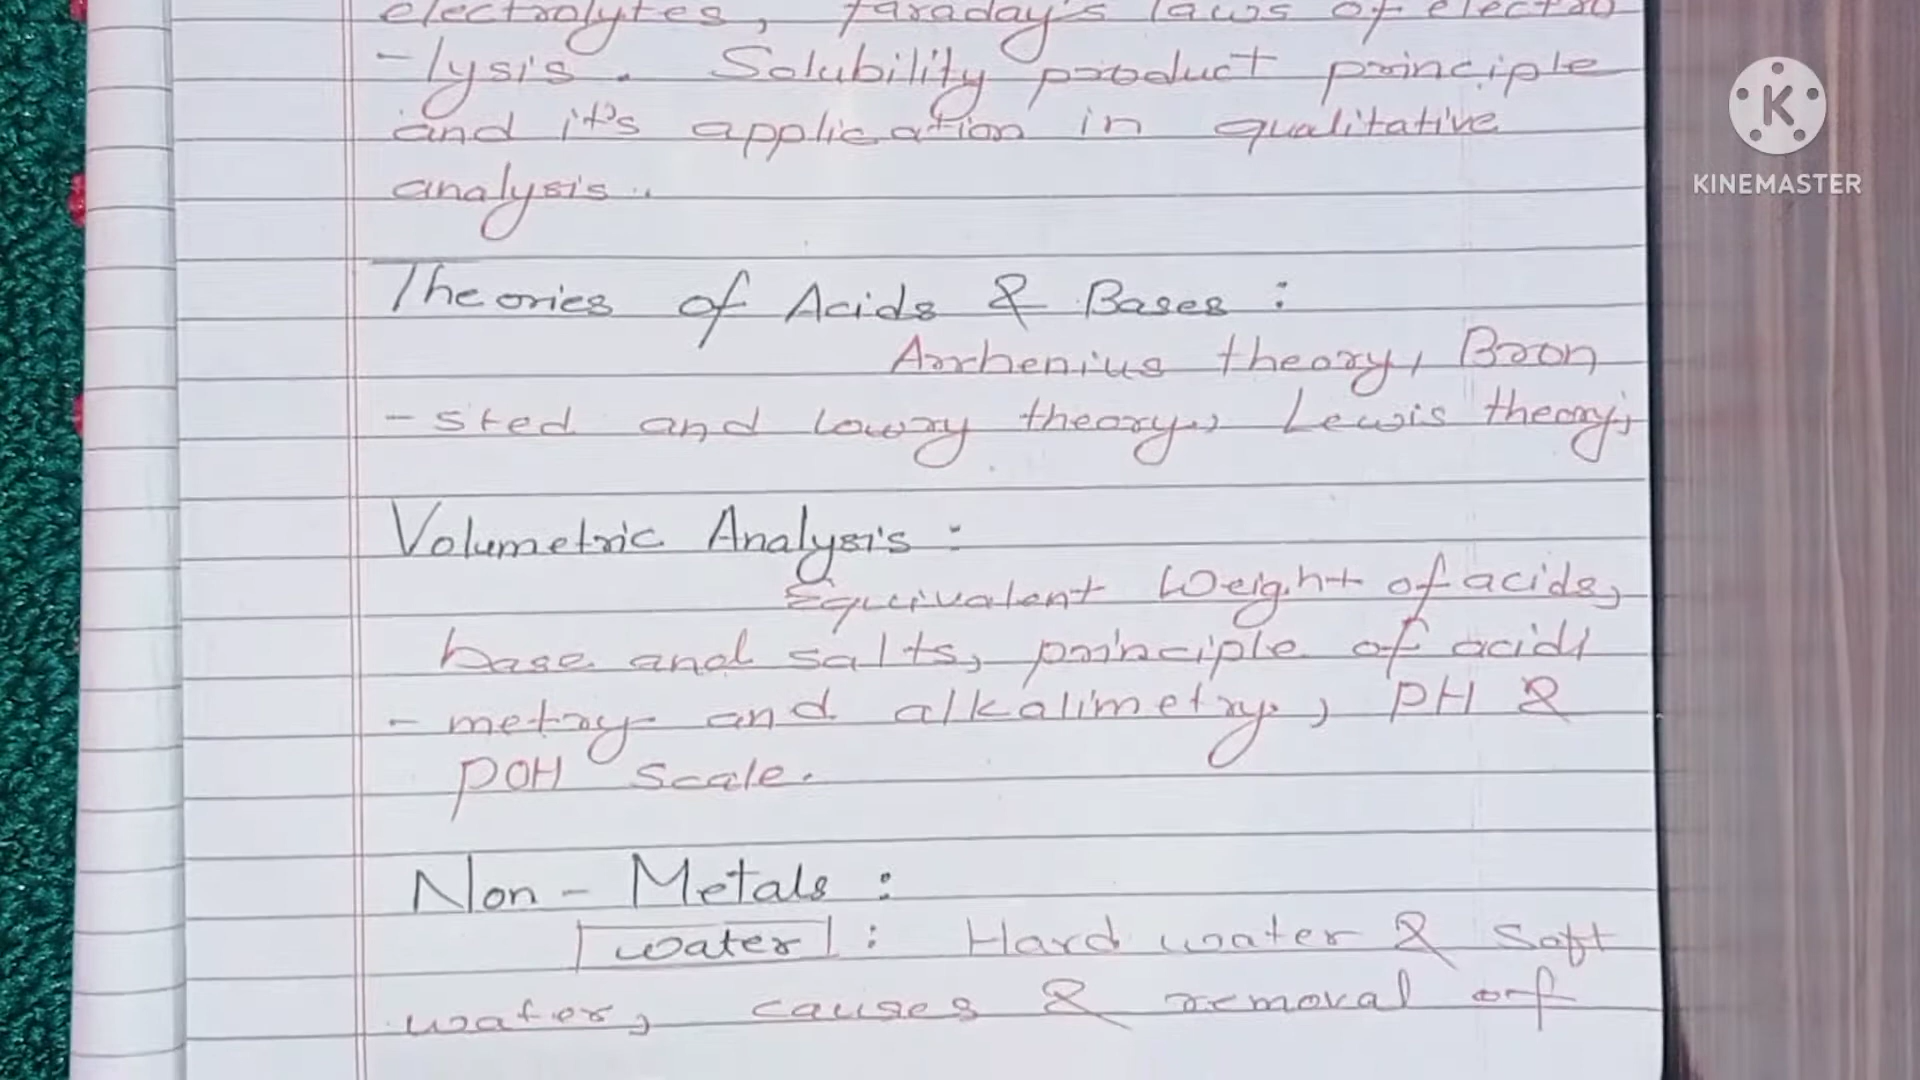 electrolytes, faraday's laws of electro
-lysis. Solubility product principle
and it's application in qualitative
analysis.
Theories of Acids & Bases :
Arrhenius theory, Bron
-sted and lowry theory, Lewis theory,
Volumetric Analysis :
Equivalent Weight of acids,
base and salts, principle of acidi
-metry and alkalimetry, PH &
POH scale.
Non-Metals :
water : Hard water & Soft
water, causes & removal of
KINEMASTER